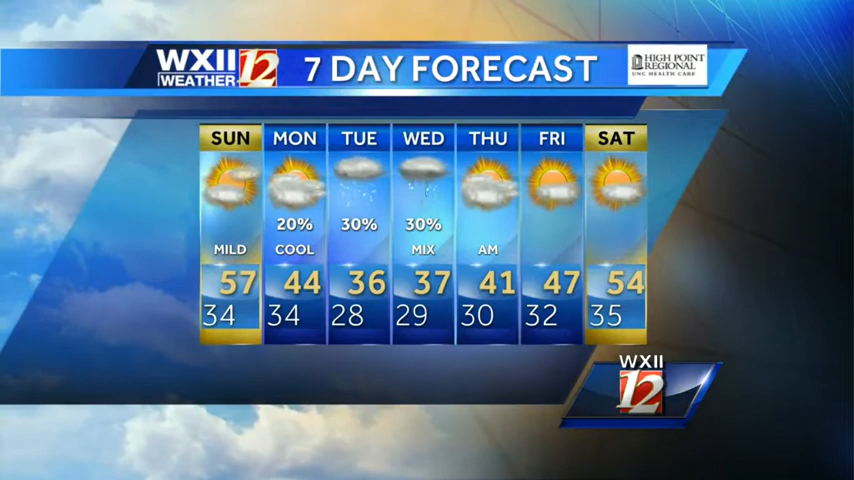 WXII 12
WEATHER
7 DAY FORECAST
HIGH POINT
REGIONAL
UNC HEALTH CARE
SUN MON TUE WED THU FRI SAT
20% 30% 30%
MILD COOL MIX AM
57 44 36 37 41 47 54
34 34 28 29 30 32 35
WXII
12